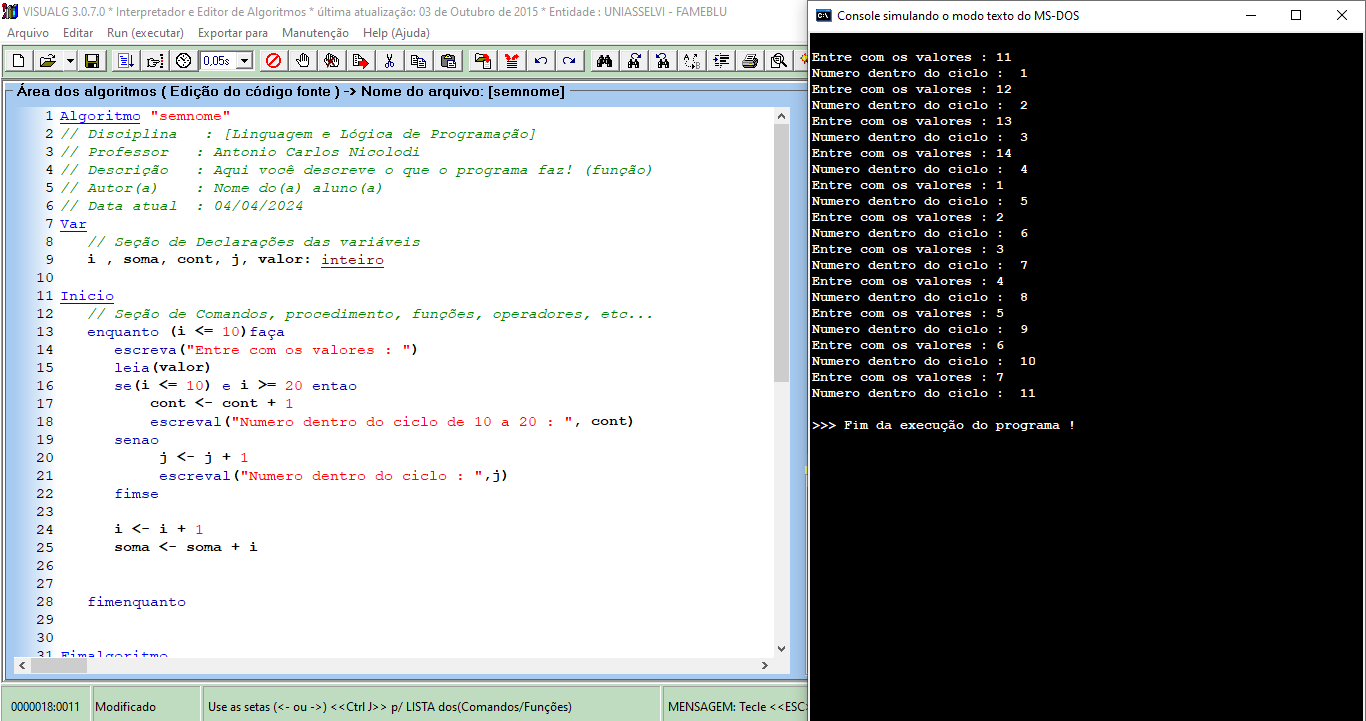 VISUALG 3.0.7.0 * Interpretador e Editor de Algoritmos * última atualização: 03 de Outubro de 2015 * Entidade : UNIASSELVI - FAMEBLU
Arquivo Editar Run (executar) Exportar para Manutenção Help (Ajuda)
0,05s
Área dos algoritmos ( Edição do código fonte ) -> Nome do arquivo: [semnome]
1 Algoritmo "semnome"
2 // Disciplina   : [Linguagem e Lógica de Programação]
3 // Professor   : Antonio Carlos Nicolodi
4 // Descrição   : Aqui você descreve o que o programa faz! (função)
5 // Autor(a)    : Nome do(a) aluno(a)
6 // Data atual  : 04/04/2024
7 Var
8    // Seção de Declarações das variáveis
9    i , soma, cont, j, valor: inteiro
10
11 Inicio
12    // Seção de Comandos, procedimento, funções, operadores, etc...
13    enquanto (i <= 10)faça
14       escreva("Entre com os valores : ")
15       leia(valor)
16       se(i <= 10) e i >= 20 entao
17           cont <- cont + 1
18           escreval("Numero dentro do ciclo de 10 a 20 : ", cont)
19       senao
20            j <- j + 1
21            escreval("Numero dentro do ciclo : ",j)
22       fimse
23
24       i <- i + 1
25       soma <- soma + i
26
27
28    fimenquanto
29
30
31 Fimalgoritmo
0000018:0011 Modificado Use as setas (<- ou ->) <<Ctrl J>> p/ LISTA dos(Comandos/Funções) MENSAGEM: Tecle <<ESC>
C:\ Console simulando o modo texto do MS-DOS
Entre com os valores : 11
Numero dentro do ciclo :  1
Entre com os valores : 12
Numero dentro do ciclo :  2
Entre com os valores : 13
Numero dentro do ciclo :  3
Entre com os valores : 14
Numero dentro do ciclo :  4
Entre com os valores : 1
Numero dentro do ciclo :  5
Entre com os valores : 2
Numero dentro do ciclo :  6
Entre com os valores : 3
Numero dentro do ciclo :  7
Entre com os valores : 4
Numero dentro do ciclo :  8
Entre com os valores : 5
Numero dentro do ciclo :  9
Entre com os valores : 6
Numero dentro do ciclo :  10
Entre com os valores : 7
Numero dentro do ciclo :  11
>>> Fim da execução do programa !